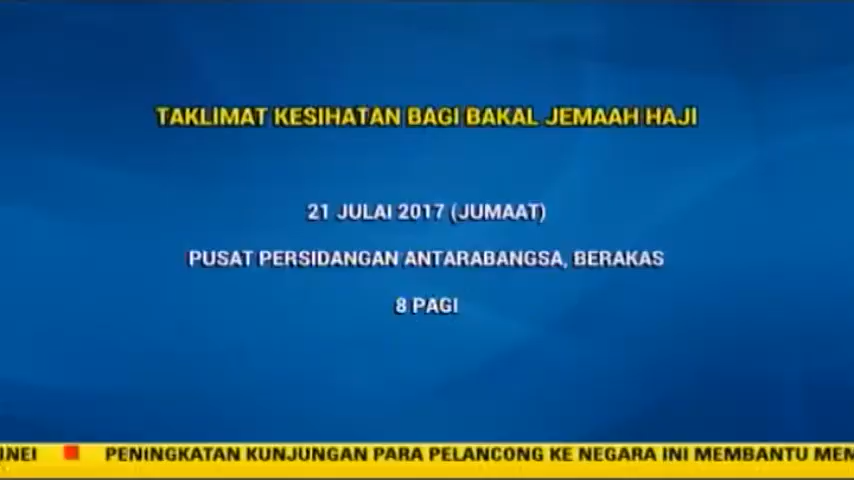 TAKLIMAT KESIHATAN BAGI BAKAL JEMAAH HAJI
21 JULAI 2017 (JUMAAT)
PUSAT PERSIDANGAN ANTARABANGSA, BERAKAS
8 PAGI
PENINGKATAN KUNJUNGAN PARA PELANCONG KE NEGARA INI MEMBANTU